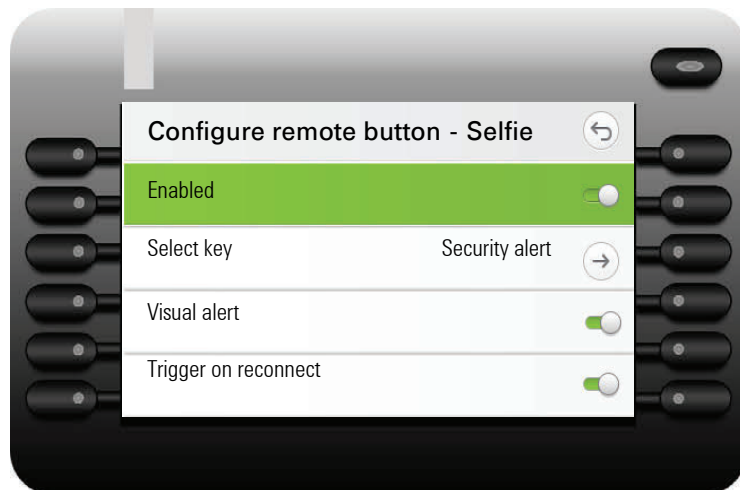 Configure remote button - Selfie
Enabled
Select key Security alert
Visual alert
Trigger on reconnect